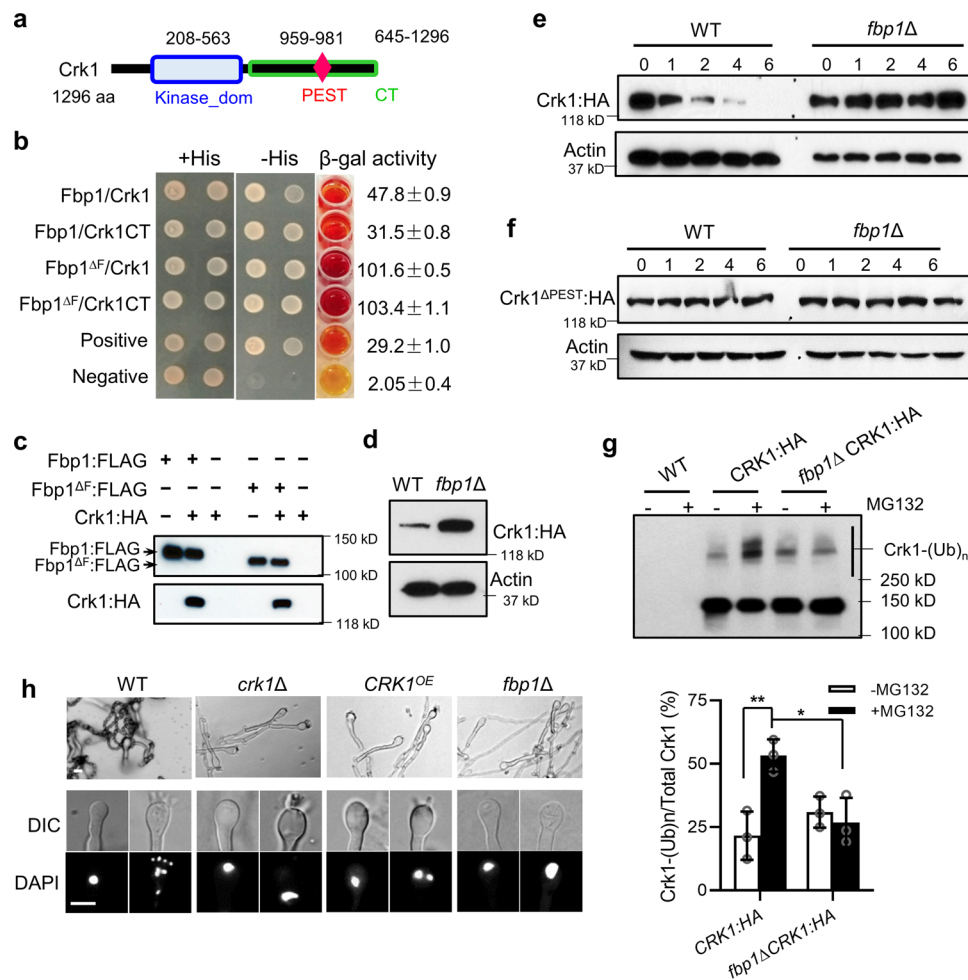 a
208-563 959-981 645-1296
Crk1
1296 aa Kinase_dom PEST CT
b
+His -His β-gal activity
Fbp1/Crk1 47.8±0.9
Fbp1/Crk1CT 31.5±0.8
Fbp1ΔF/Crk1 101.6±0.5
Fbp1ΔF/Crk1CT 103.4±1.1
Positive 29.2±1.0
Negative 2.05±0.4
c
Fbp1:FLAG + + - - - -
Fbp1ΔF:FLAG - - - + + -
Crk1:HA - + + - + +
150 kD
Fbp1:FLAG
Fbp1ΔF:FLAG
100 kD
Crk1:HA
118 kD
d
WT fbp1Δ
Crk1:HA
118 kD
Actin
37 kD
e
WT fbp1Δ
0 1 2 4 6 0 1 2 4 6
Crk1:HA
118 kD
Actin
37 kD
f
WT fbp1Δ
0 1 2 4 6 0 1 2 4 6
Crk1ΔPEST:HA
118 kD
Actin
37 kD
g
WT CRK1:HA fbp1Δ CRK1:HA
- + - + - + MG132
Crk1-(Ub)n
250 kD
150 kD
100 kD
h
WT crk1Δ CRK1OE fbp1Δ
DIC
DAPI
Crk1-(Ub)n/Total Crk1 (%)
75
50
25
0
-MG132
+MG132
** *
CRK1:HA
fbp1ΔCRK1:HA